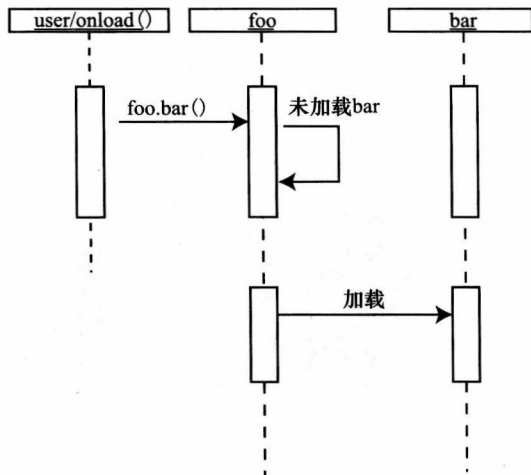 user/onload()
foo
bar
foo.bar()
未加载bar
加载